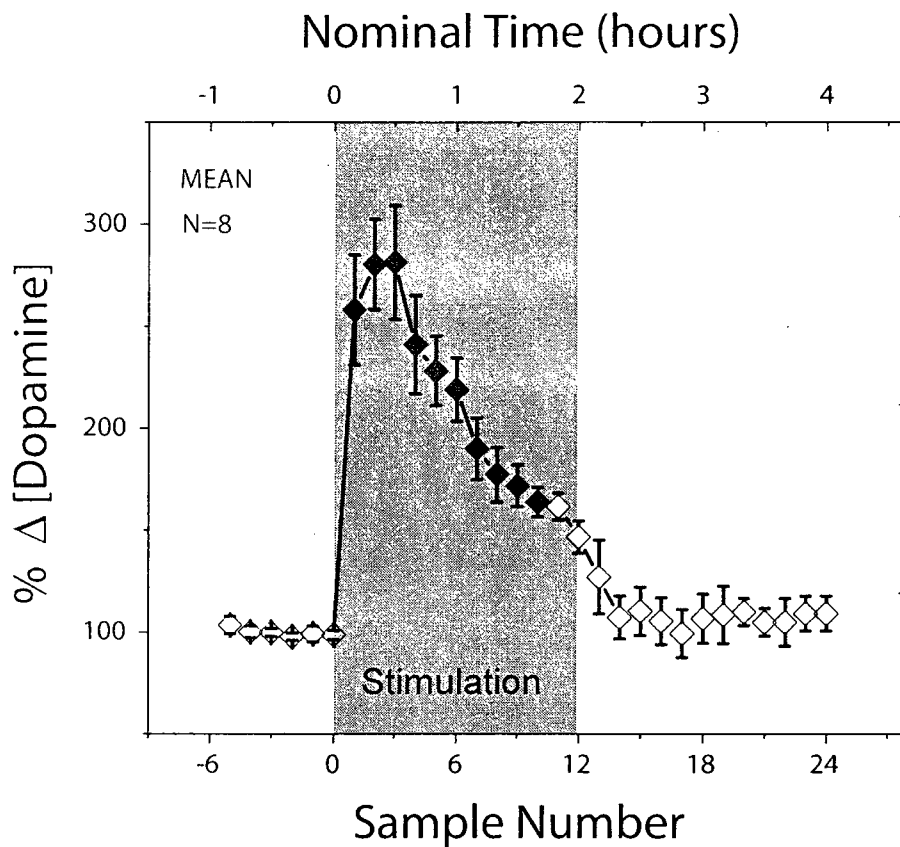 Nominal Time (hours)
-1 0 1 2 3 4
MEAN
N=8
300
200
100
% Δ [Dopamine]
Stimulation
-6 0 6 12 18 24
Sample Number